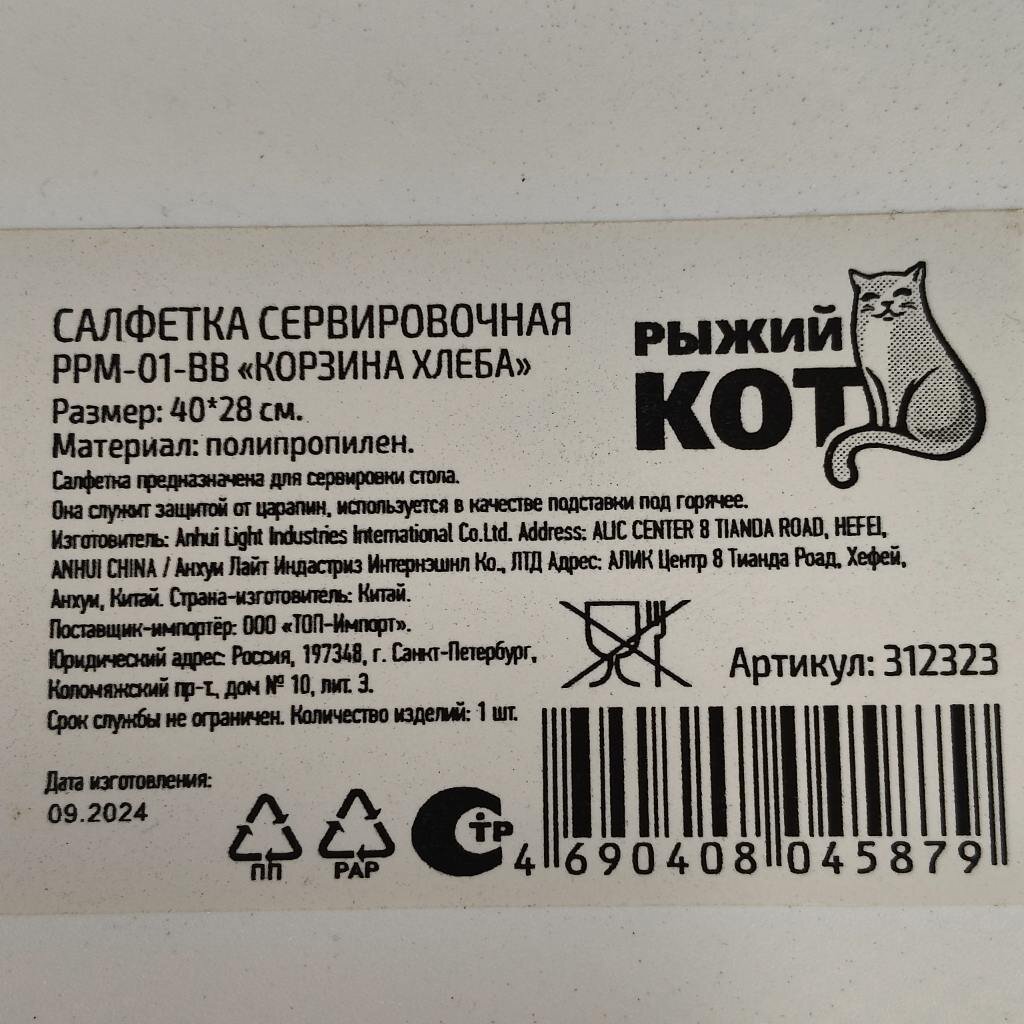 САЛФЕТКА СЕРВИРОВОЧНАЯ
PPM-01-BB «КОРЗИНА ХЛЕБА»
Размер: 40*28 см.
Материал: полипропилен.
Салфетка предназначена для сервировки стола.
Она служит защитой от царапин, используется в качестве подставки под горячее.
Изготовитель: Anhui Light Industries International Co.Ltd. Address: ALIC CENTER 8 TIANDA ROAD, HEFEI,
ANHUI CHINA / Анхуи Лайт Индастриз Интернэшнл Ко., ЛТД Адрес: АЛИК Центр 8 Тианда Роад, Хефей,
Анхуи, Китай. Страна-изготовитель: Китай.
Поставщик-импортёр: ООО «ТОП-Импорт».
Юридический адрес: Россия, 197348, г. Санкт-Петербург,
Коломяжский пр-т., дом № 10, лит. З.
Срок службы не ограничен. Количество изделий: 1 шт.
Дата изготовления:
09.2024
ПП
PAP
ТР
РЫЖИЙ
КОТ
Артикул: 312323
4 690408 045879